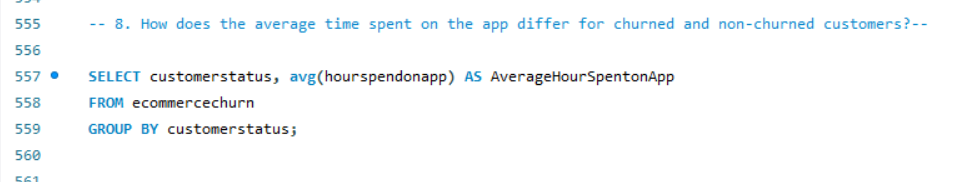 555 -- 8. How does the average time spent on the app differ for churned and non-churned customers?--
556
557 SELECT customerstatus, avg(hourspendonapp) AS AverageHourSpentonApp
558 FROM ecommercechurn
559 GROUP BY customerstatus;
560
561